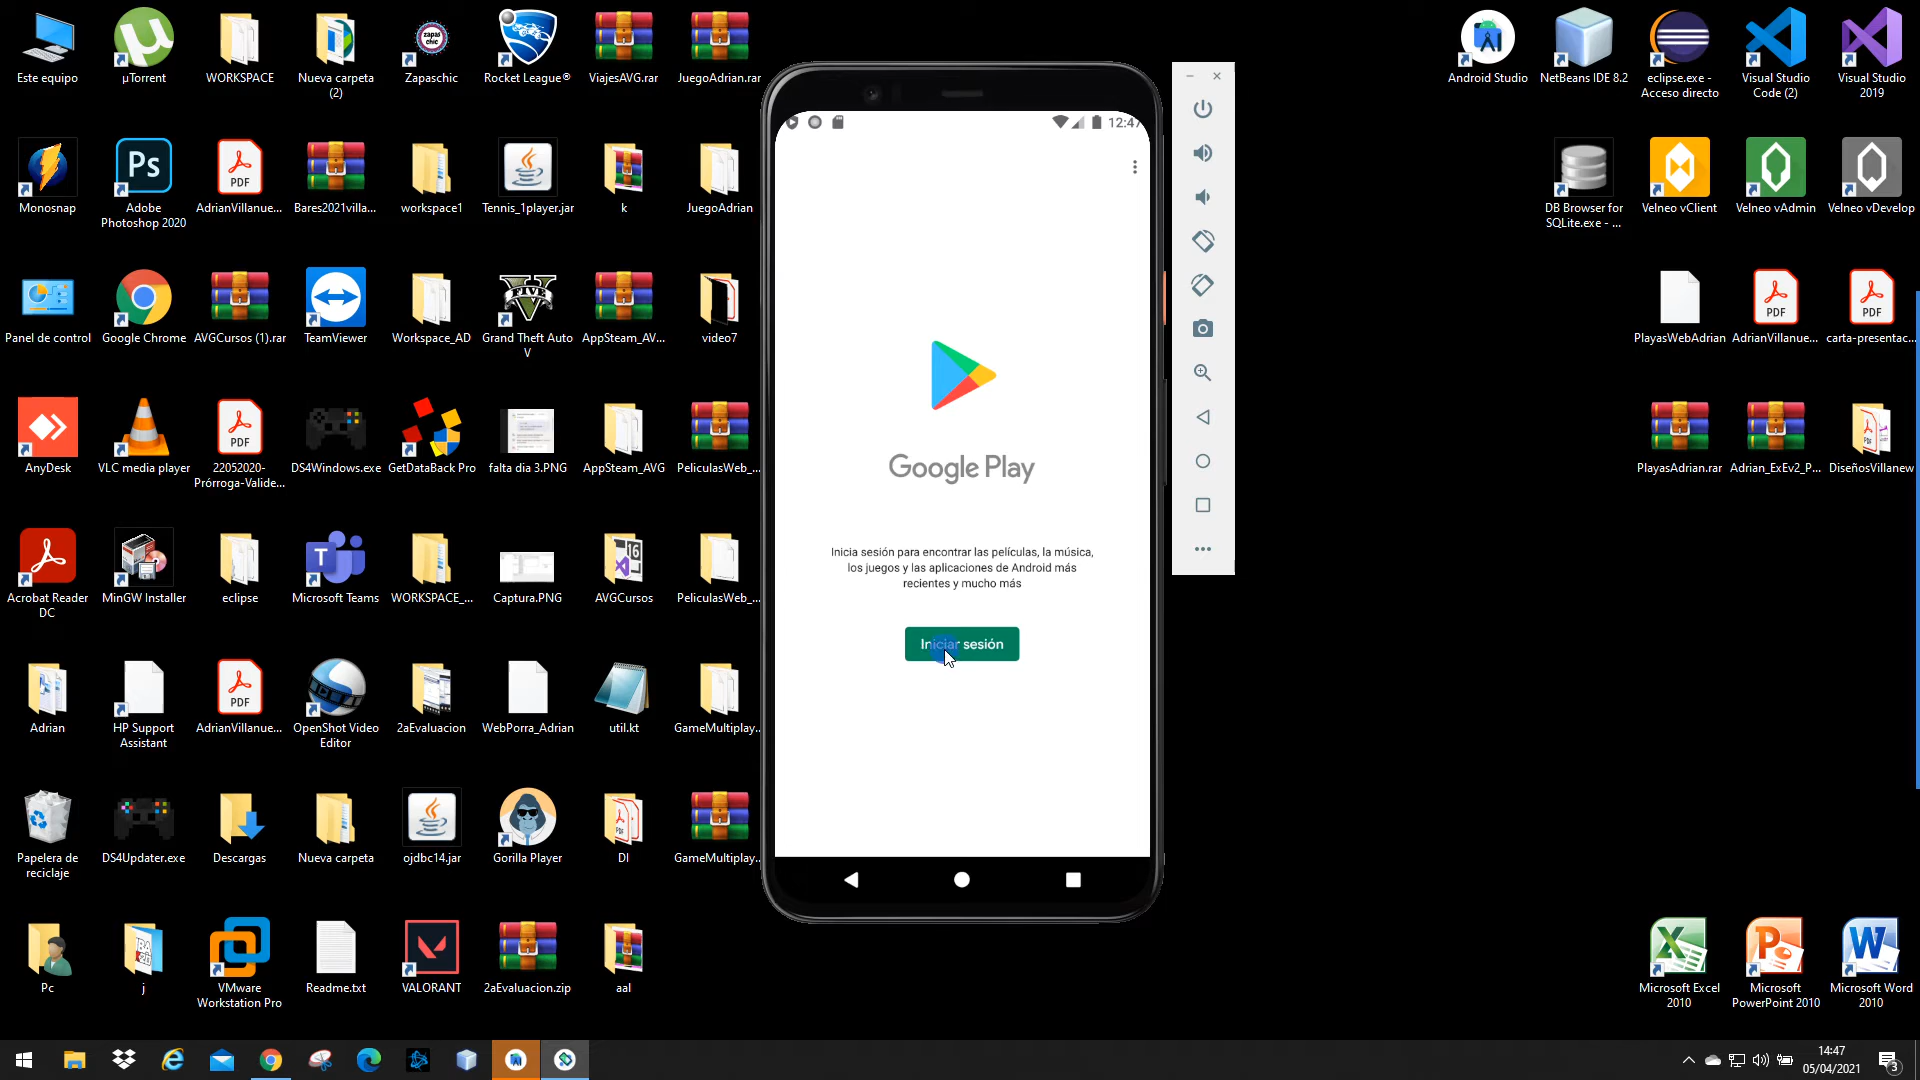 Este equipo
µTorrent
WORKSPACE
Nueva carpeta
(2)
Zapaschic
Rocket League®
ViajesAVG.rar
JuegoAdrian.rar
Android Studio
NetBeans IDE 8.2
eclipse.exe -
Acceso directo
Visual Studio
Code (2)
Visual Studio
2019
12:47
Monosnap
Adobe
Photoshop 2020
AdrianVillanue...
Bares2021villa...
workspace1
Tennis_1player.jar
k
JuegoAdrian
DB Browser for
SQLite.exe - ...
Velneo vClient
Velneo vAdmin
Velneo vDevelop
Panel de control
Google Chrome
AVGCursos (1).rar
TeamViewer
Workspace_AD
Grand Theft Auto
V
AppSteam_AV...
video7
PlayasWebAdrian
AdrianVillanue...
carta-presentac...
AnyDesk
VLC media player
22052020-
Prórroga-Valide...
DS4Windows.exe
GetDataBack Pro
falta dia 3.PNG
AppSteam_AVG
PeliculasWeb_...
PlayasAdrian.rar
Adrian_ExEv2_P...
DiseñosVillanew
Google Play
Inicia sesión para encontrar las películas, la música,
los juegos y las aplicaciones de Android más
recientes y mucho más
Iniciar sesión
Acrobat Reader
DC
MinGW Installer
eclipse
Microsoft Teams
WORKSPACE_...
Captura.PNG
AVGCursos
PeliculasWeb_...
Adrian
HP Support
Assistant
AdrianVillanue...
OpenShot Video
Editor
2aEvaluacion
WebPorra_Adrian
util.kt
GameMultiplay...
Papelera de
reciclaje
DS4Updater.exe
Descargas
Nueva carpeta
ojdbc14.jar
Gorilla Player
DI
GameMultiplay...
Pc
j
VMware
Workstation Pro
Readme.txt
VALORANT
2aEvaluacion.zip
aal
Microsoft Excel
2010
Microsoft
PowerPoint 2010
Microsoft Word
2010
14:47
05/04/2021
3